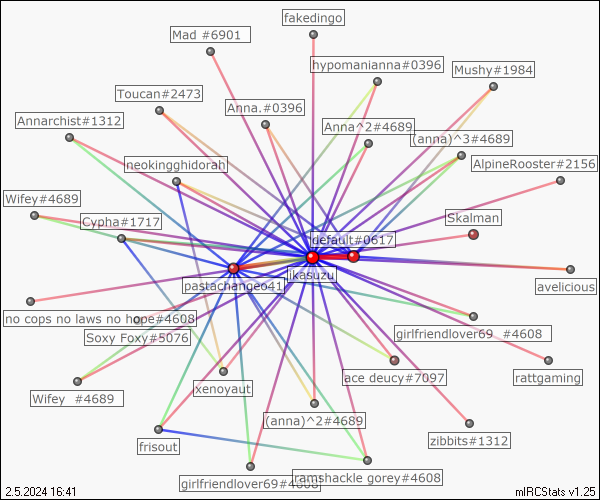 fakedingo
Mad #6901
hypomanianna#0396
Mushy#1984
Toucan#2473
Anna.#0396
Annarchist#1312
Anna^2#4689
(anna)^3#4689
neokingghidorah
AlpineRooster#2156
Wifey#4689
Cypha#1717
Skalman
default#0617
ikasuzu
pastachangeo41
avelicious
no cops no laws no hope#4608
Soxy Foxy#5076
girlfriendlover69 #4608
ace deucy#7097
rattgaming
xenoyaut
Wifey #4689
(anna)^2#4689
zibbits#1312
frisout
ramshackle gorey#4608
girlfriendlover69#4608
2.5.2024 16:41
mIRCStats v1.25